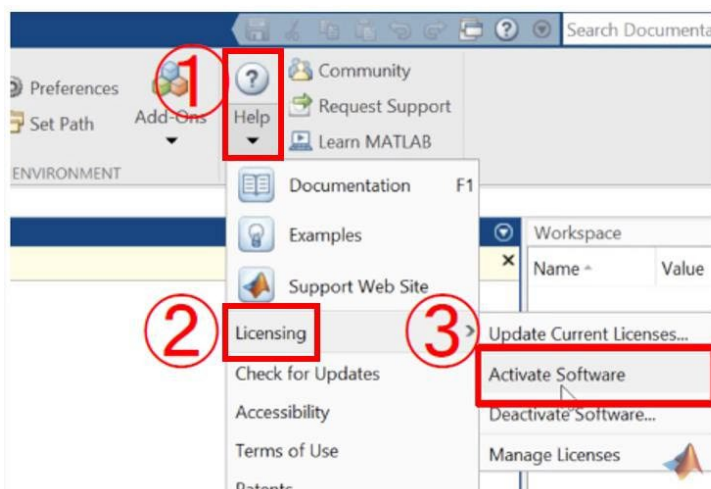 Search Documenta
① 
Preferences
Set Path
Add-Ons
Help
Community
Request Support
Learn MATLAB
ENVIRONMENT
Documentation F1
Examples
Support Web Site
Workspace
Name
Value
②
Licensing
③
Update Current Licenses...
Check for Updates
Activate Software
Accessibility
Deactivate Software...
Terms of Use
Manage Licenses
Patents